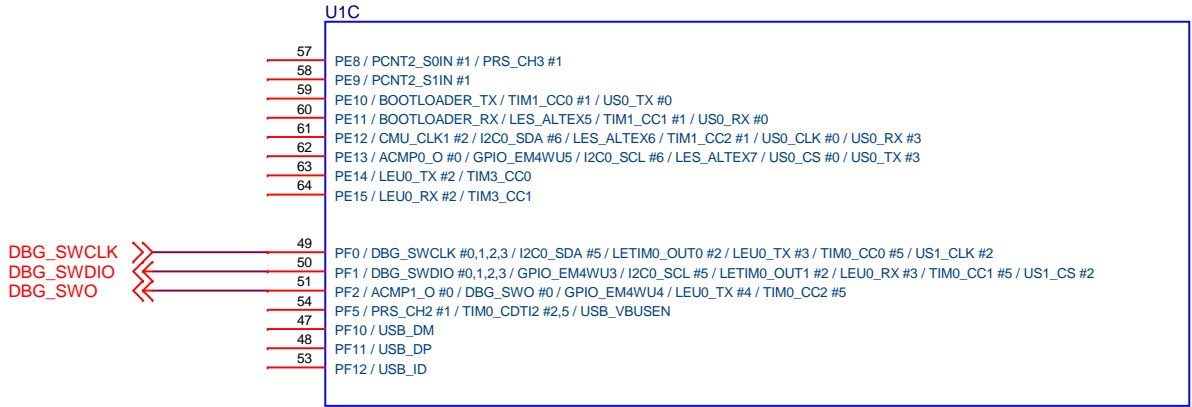 U1C
57 PE8 / PCNT2_S0IN #1 / PRS_CH3 #1
58 PE9 / PCNT2_S1IN #1
59 PE10 / BOOTLOADER_TX / TIM1_CC0 #1 / US0_TX #0
60 PE11 / BOOTLOADER_RX / LES_ALTEX5 / TIM1_CC1 #1 / US0_RX #0
61 PE12 / CMU_CLK1 #2 / I2C0_SDA #6 / LES_ALTEX6 / TIM1_CC2 #1 / US0_CLK #0 / US0_RX #3
62 PE13 / ACMP0_O #0 / GPIO_EM4WU5 / I2C0_SCL #6 / LES_ALTEX7 / US0_CS #0 / US0_TX #3
63 PE14 / LEU0_TX #2 / TIM3_CC0
64 PE15 / LEU0_RX #2 / TIM3_CC1
DBG_SWCLK 49 PF0 / DBG_SWCLK #0,1,2,3 / I2C0_SDA #5 / LETIM0_OUT0 #2 / LEU0_TX #3 / TIM0_CC0 #5 / US1_CLK #2
DBG_SWDIO 50 PF1 / DBG_SWDIO #0,1,2,3 / GPIO_EM4WU3 / I2C0_SCL #5 / LETIM0_OUT1 #2 / LEU0_RX #3 / TIM0_CC1 #5 / US1_CS #2
DBG_SWO 51 PF2 / ACMP1_O #0 / DBG_SWO #0 / GPIO_EM4WU4 / LEU0_TX #4 / TIM0_CC2 #5
54 PF5 / PRS_CH2 #1 / TIM0_CDTI2 #2,5 / USB_VBUSEN
47 PF10 / USB_DM
48 PF11 / USB_DP
53 PF12 / USB_ID